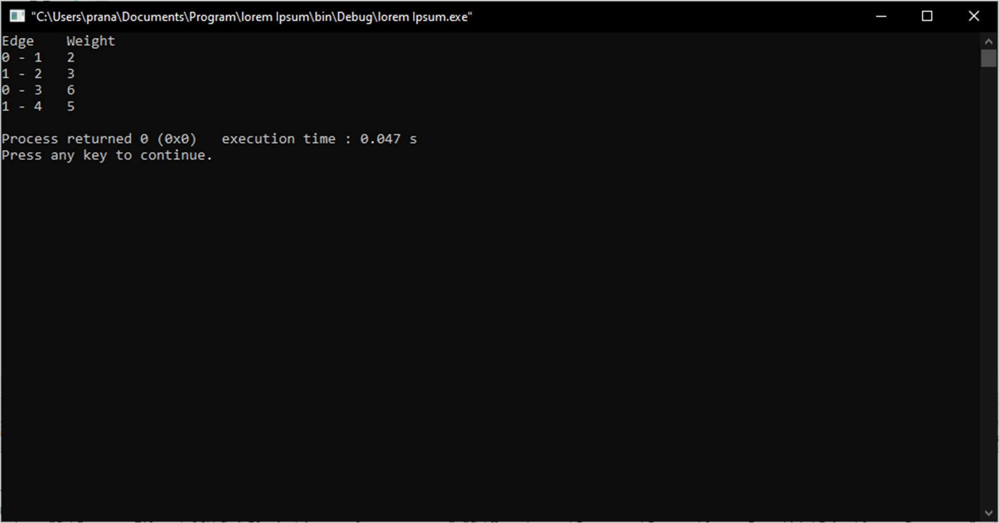 "C:\Users\prana\Documents\Program\lorem Ipsum\bin\Debug\lorem Ipsum.exe"
Edge    Weight
0 - 1   2
1 - 2   3
0 - 3   6
1 - 4   5
Process returned 0 (0x0)   execution time : 0.047 s
Press any key to continue.